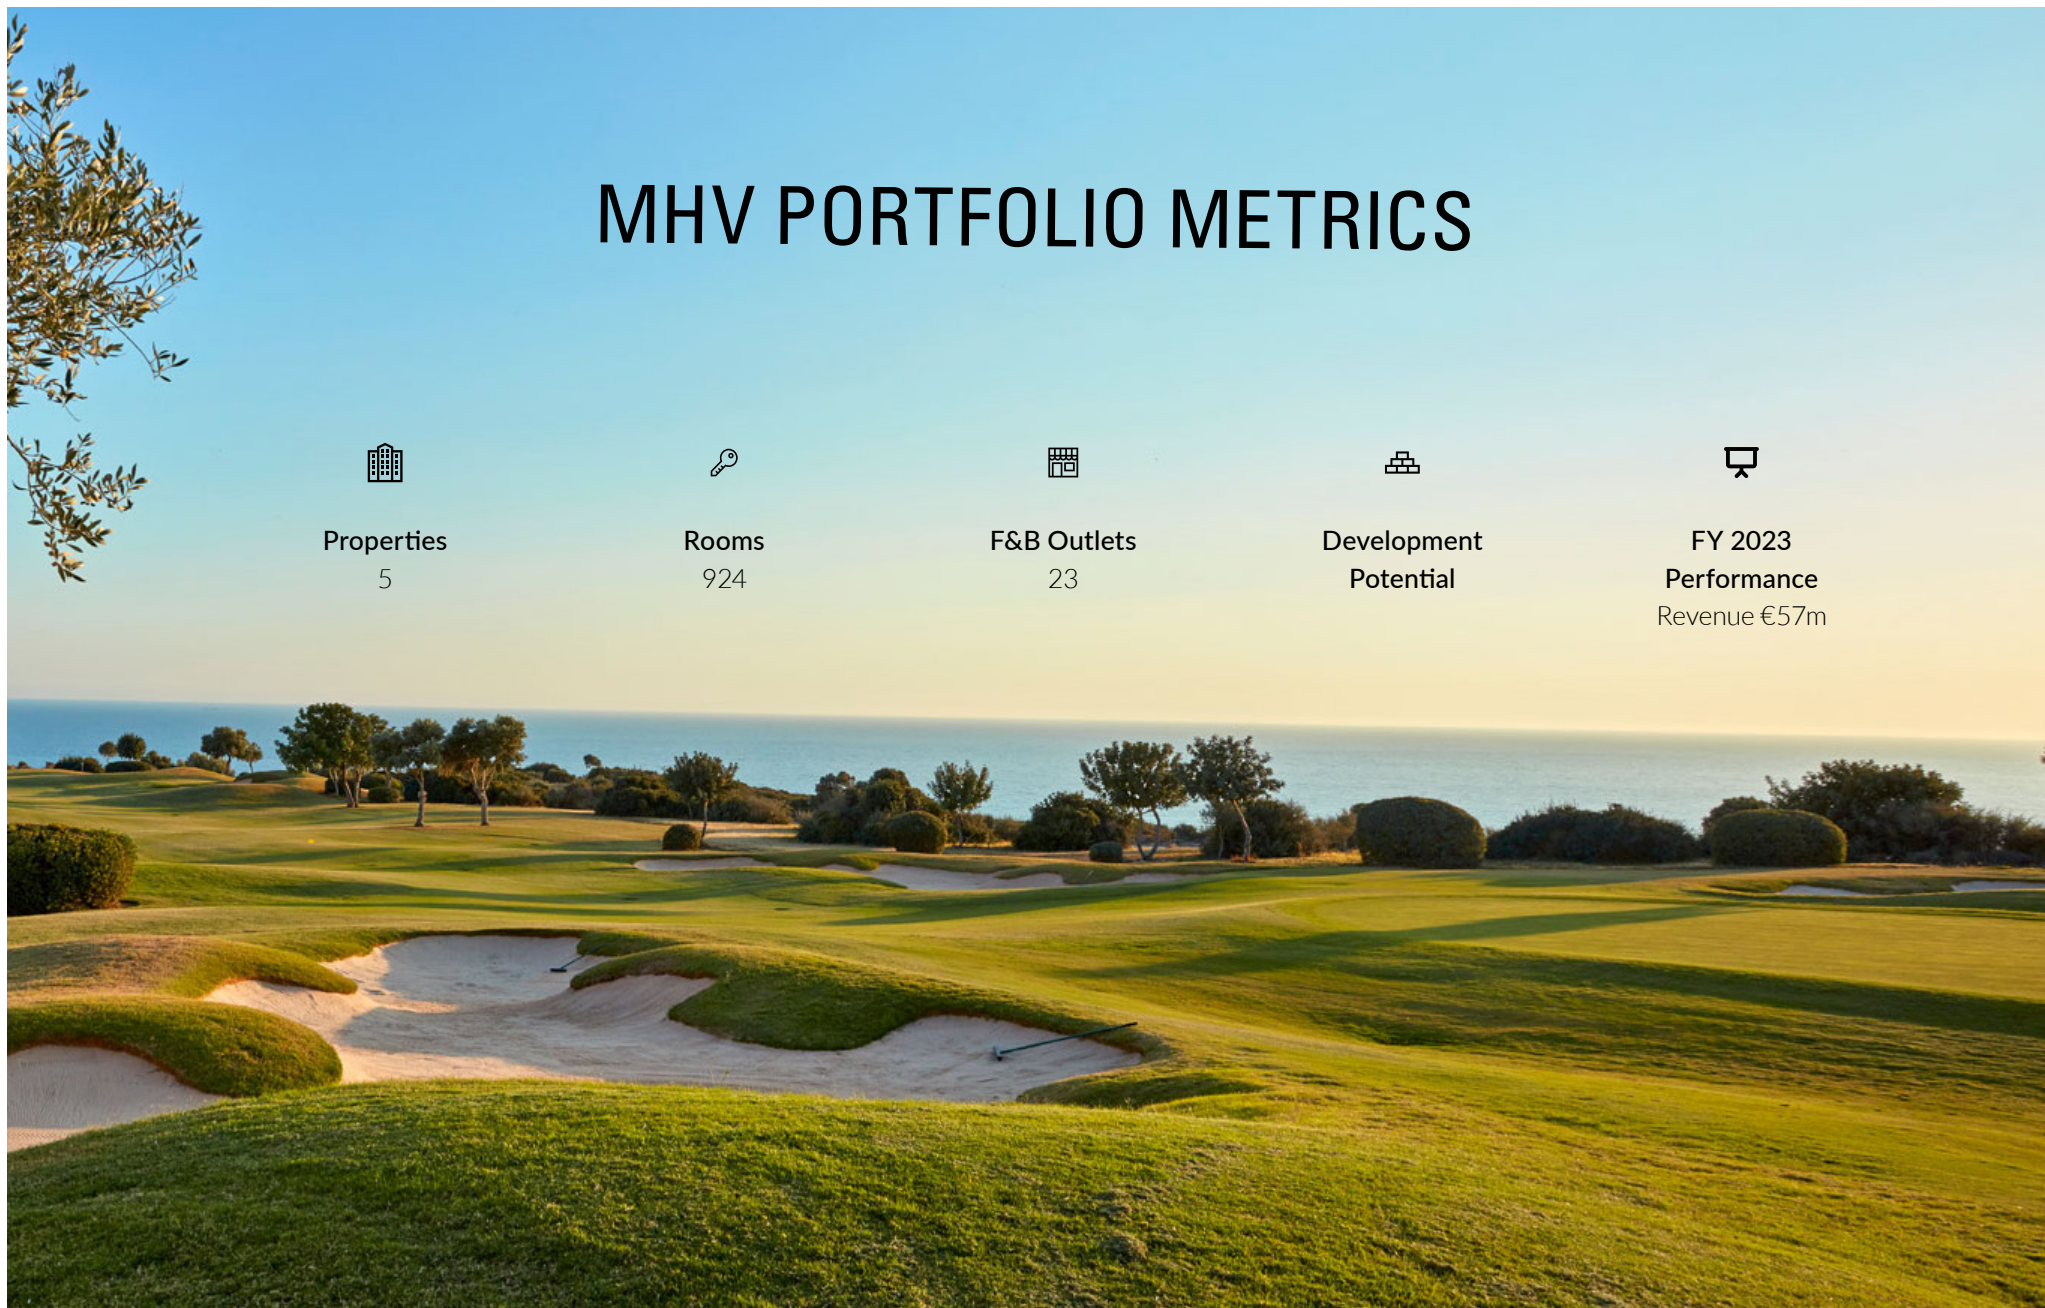 MHV PORTFOLIO METRICS
Properties
5
Rooms
924
F&B Outlets
23
Development
Potential
FY 2023
Performance
Revenue €57m